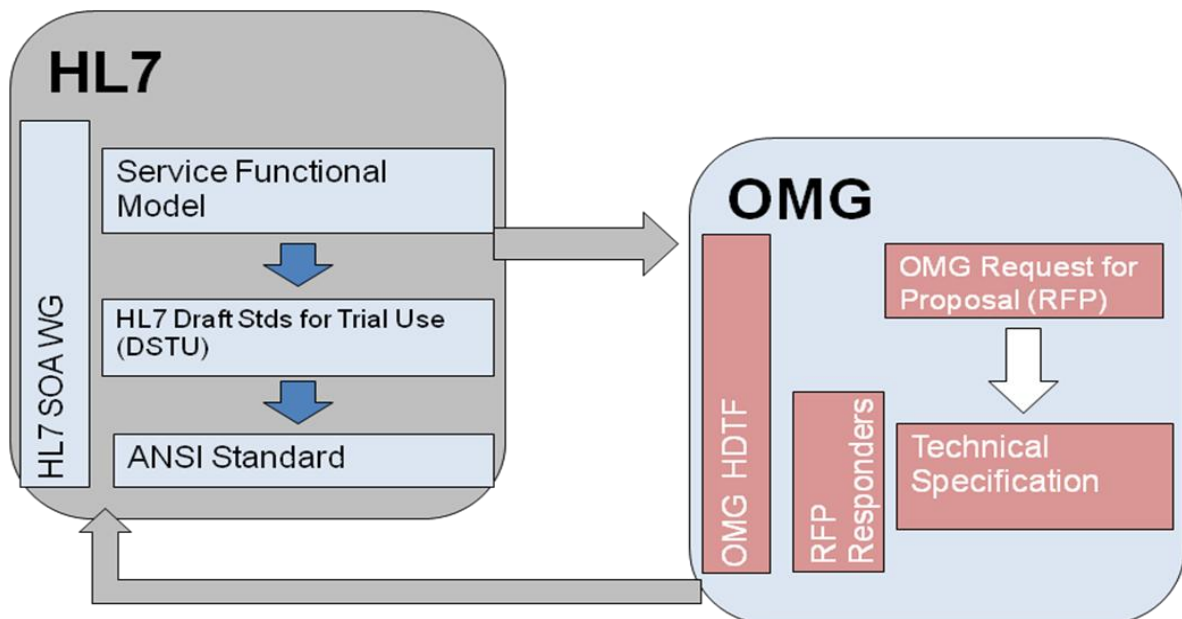 HL7
HL7 SOA WG
Service Functional
Model
HL7 Draft Stds for Trial Use
(DSTU)
ANSI Standard
OMG
OMG HDTF
RFP
Responders
OMG Request for
Proposal (RFP)
Technical
Specification